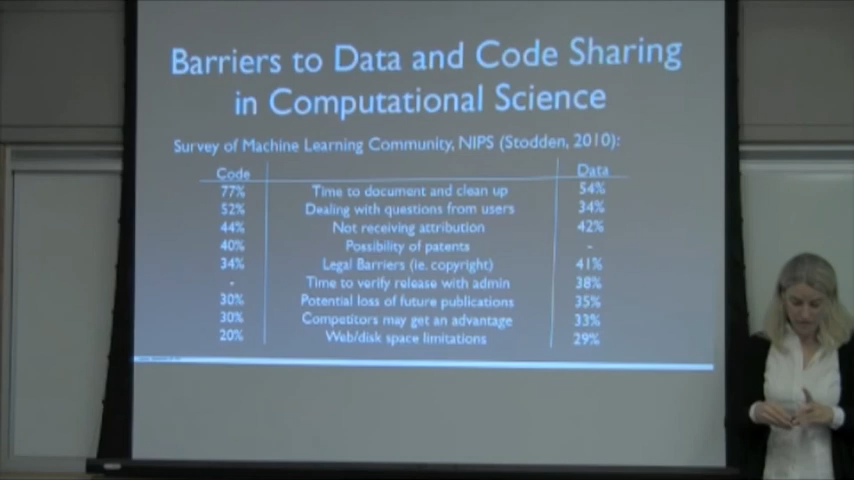 Barriers to Data and Code Sharing
in Computational Science
Survey of Machine Learning Community, NIPS (Stodden, 2010):
Code Data
77% Time to document and clean up 54%
52% Dealing with questions from users 34%
44% Not receiving attribution 42%
40% Possibility of patents -
34% Legal Barriers (ie. copyright) 41%
- Time to verify release with admin 38%
30% Potential loss of future publications 35%
30% Competitors may get an advantage 33%
20% Web/disk space limitations 29%